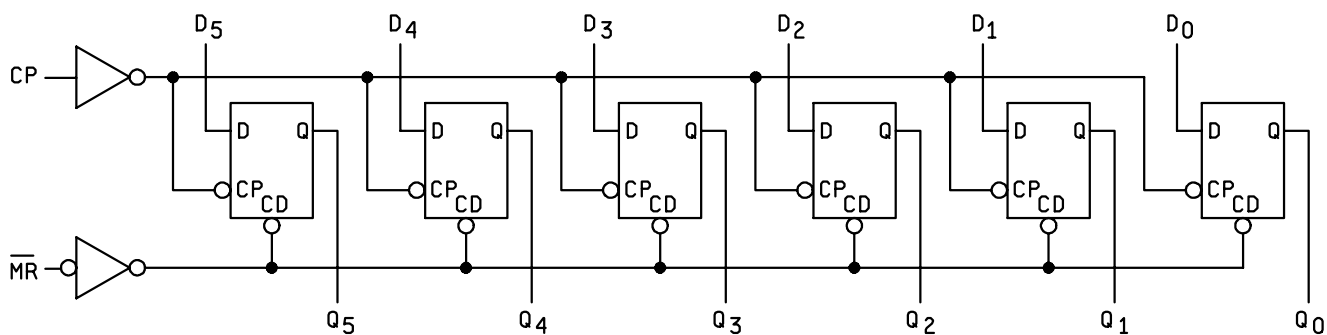 D5 D4 D3 D2 D1 D0
CP
D Q D Q D Q D Q D Q D Q
CP CP CP CP CP CP
CD CD CD CD CD CD
M̅R̅
Q5 Q4 Q3 Q2 Q1 Q0